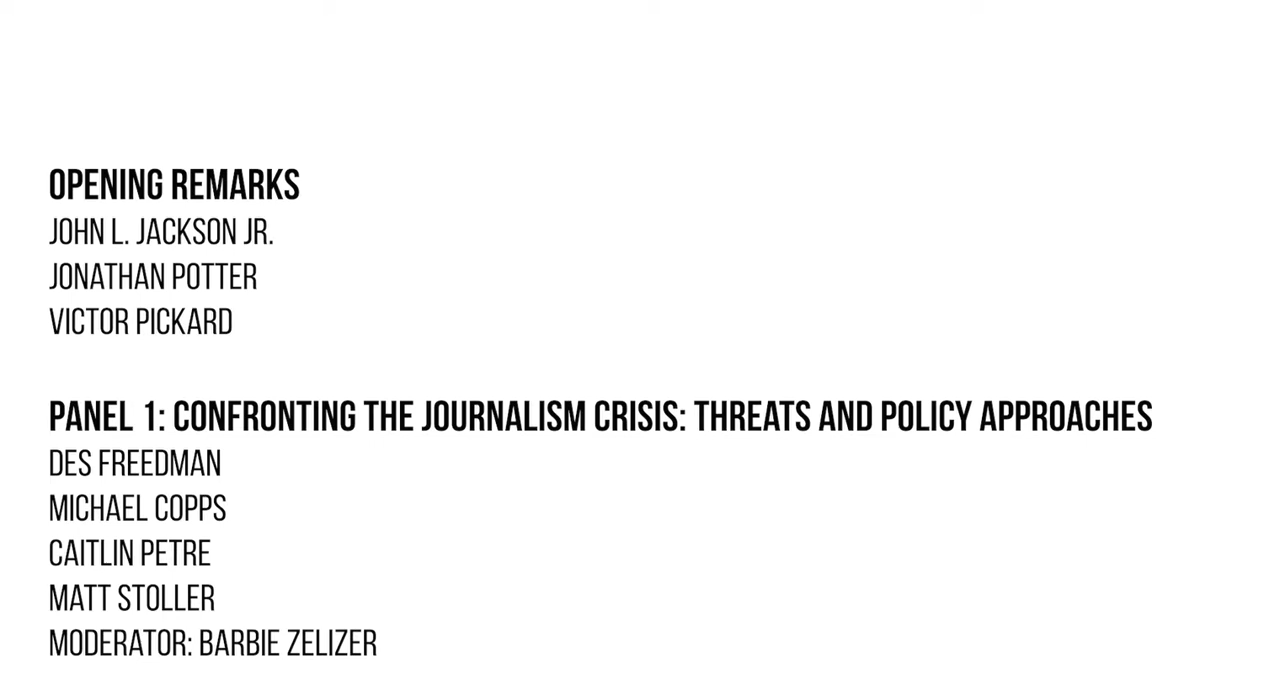 OPENING REMARKS
JOHN L. JACKSON JR.
JONATHAN POTTER
VICTOR PICKARD
PANEL 1: CONFRONTING THE JOURNALISM CRISIS: THREATS AND POLICY APPROACHES
DES FREEDMAN
MICHAEL COPPS
CAITLIN PETRE
MATT STOLLER
MODERATOR: BARBIE ZELIZER